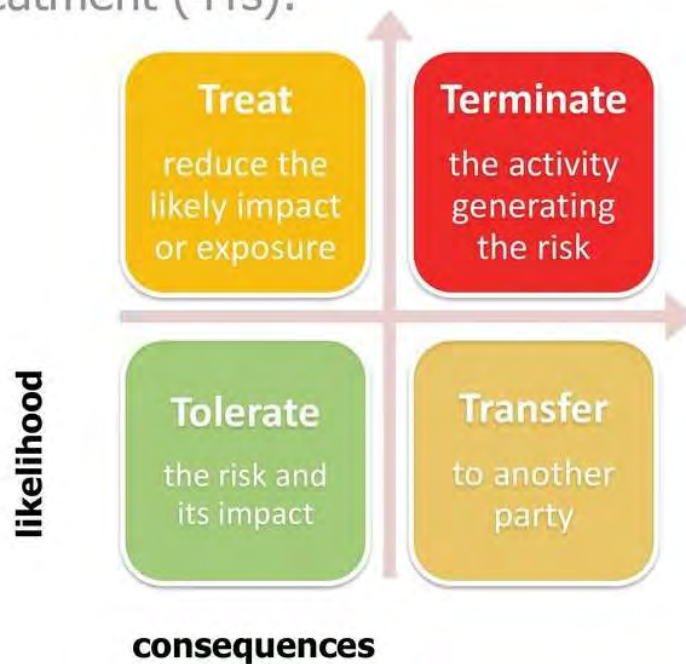 (4Ts):
Treat
reduce the
likely impact
or exposure
Terminate
the activity
generating
the risk
Tolerate
the risk and
its impact
Transfer
to another
party
likelihood
consequences